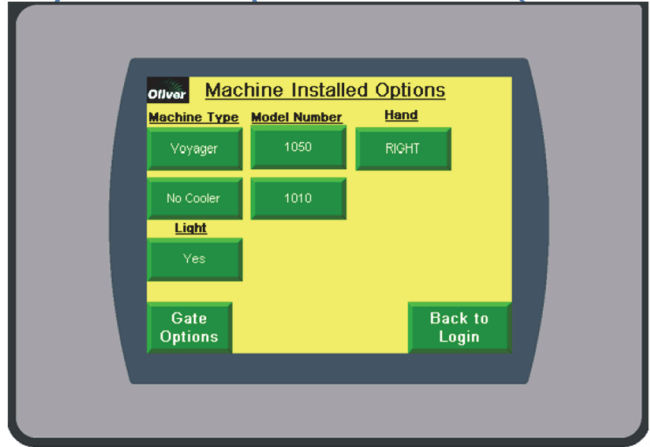 Oliver
Machine Installed Options
Machine Type Model Number Hand
Voyager 1050 RIGHT
No Cooler 1010
Light
Yes
Gate Options
Back to Login